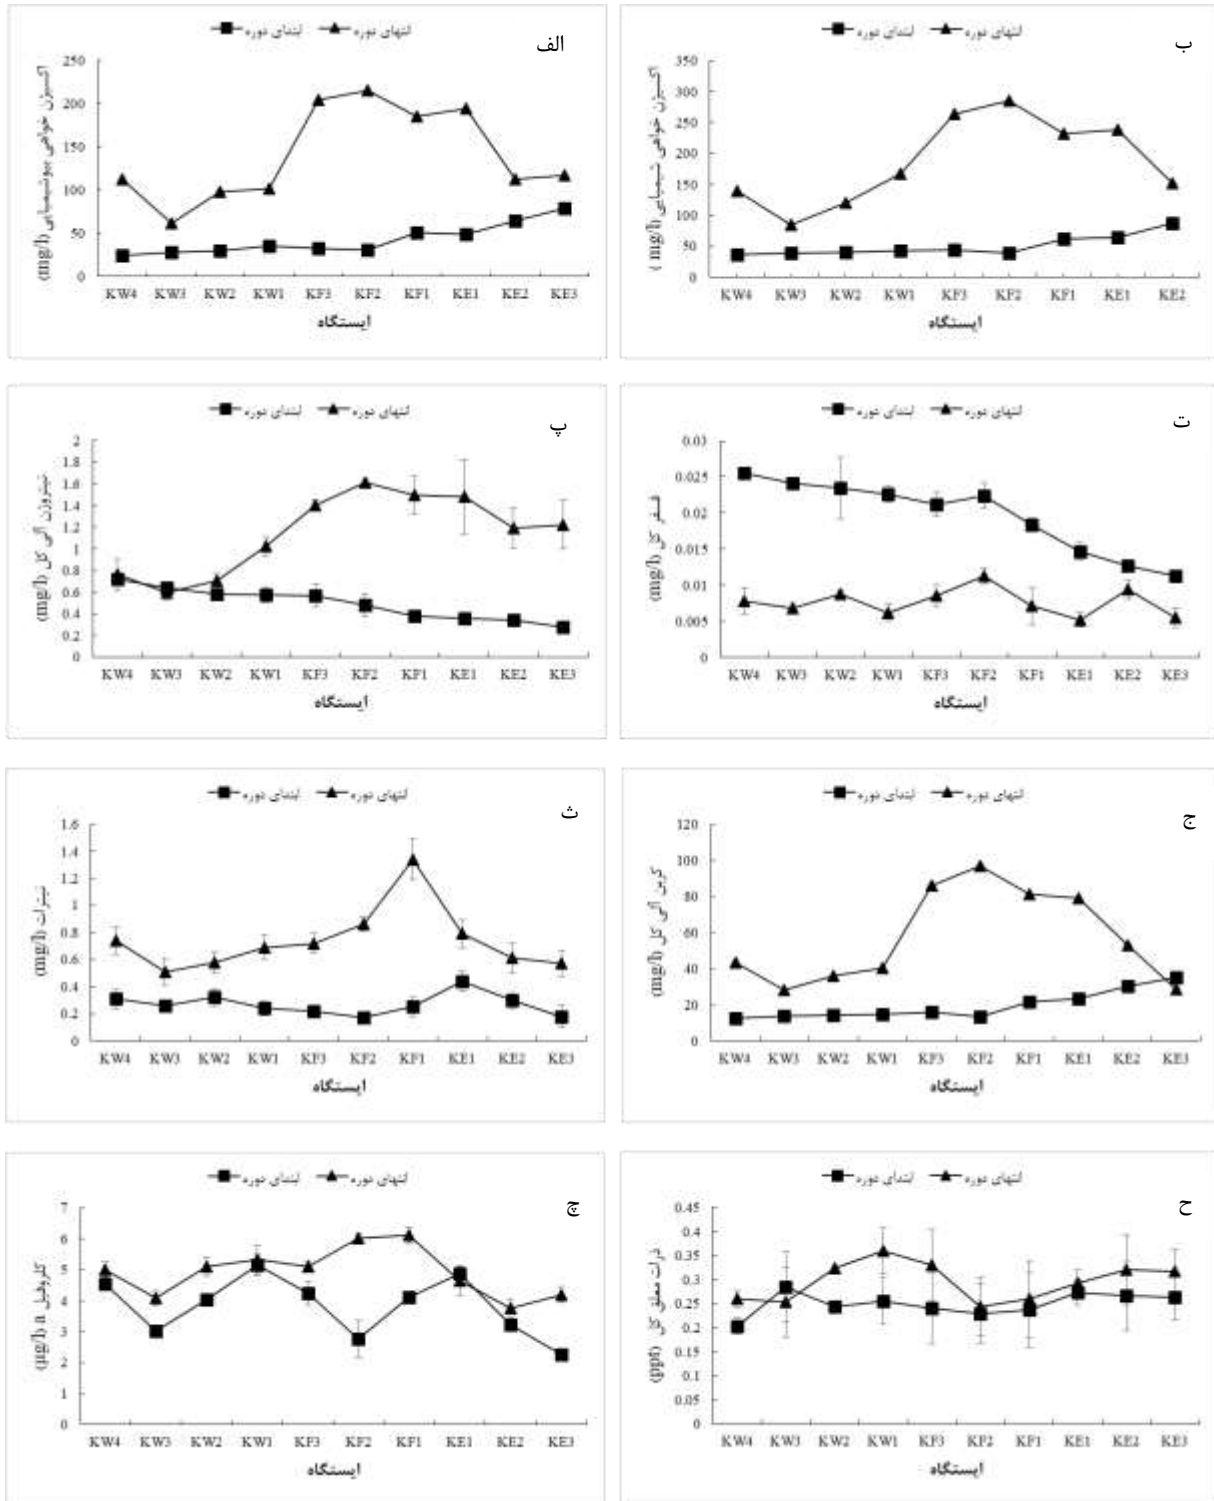 ابتدای دوره انتهای دوره
الف
اکسیژن خواهی بیوشیمیایی (mg/l)
250
200
150
100
50
0
KW4 KW3 KW2 KW1 KF3 KF2 KF1 KE1 KE2 KE3
ایستگاه
ابتدای دوره انتهای دوره
ب
اکسیژن خواهی شیمیایی (mg/l )
350
300
250
200
150
100
50
0
KW4 KW3 KW2 KW1 KF3 KF2 KF1 KE1 KE2
ایستگاه
ابتدای دوره انتهای دوره
پ
نیتروژن آلی کل (mg/l)
2
1.8
1.6
1.4
1.2
1
0.8
0.6
0.4
0.2
0
KW4 KW3 KW2 KW1 KF3 KF2 KF1 KE1 KE2 KE3
ایستگاه
ابتدای دوره انتهای دوره
ت
فسفر کل (mg/l)
0.03
0.025
0.02
0.015
0.01
0.005
0
KW4 KW3 KW2 KW1 KF3 KF2 KF1 KE1 KE2 KE3
ایستگاه
ابتدای دوره انتهای دوره
ث
نیترات (mg/l)
1.6
1.4
1.2
1
0.8
0.6
0.4
0.2
0
KW4 KW3 KW2 KW1 KF3 KF2 KF1 KE1 KE2 KE3
ایستگاه
ابتدای دوره انتهای دوره
ج
کربن آلی کل (mg/l)
120
100
80
60
40
20
0
KW4 KW3 KW2 KW1 KF3 KF2 KF1 KE1 KE2 KE3
ایستگاه
ابتدای دوره انتهای دوره
چ
کلروفیل a (µg/l)
7
6
5
4
3
2
1
0
KW4 KW3 KW2 KW1 KF3 KF2 KF1 KE1 KE2 KE3
ایستگاه
ابتدای دوره انتهای دوره
ح
ذرات معلق کل (ppt)
0.45
0.4
0.35
0.3
0.25
0.2
0.15
0.1
0.05
0
KW4 KW3 KW2 KW1 KF3 KF2 KF1 KE1 KE2 KE3
ایستگاه